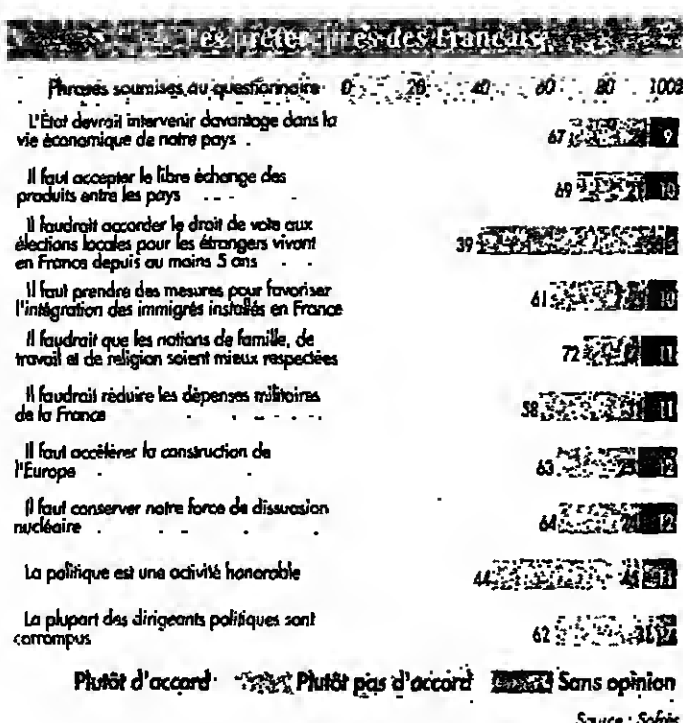 Les préférences des Français
Phrases soumises au questionnaire 0 20 40 60 80 100%
L'État devrait intervenir davantage dans la
vie économique de notre pays 67 9
Il faut accepter le libre échange des
produits entre les pays 69 21 10
Il faudrait accorder le droit de vote aux
élections locales pour les étrangers vivant
en France depuis au moins 5 ans 39
Il faut prendre des mesures pour favoriser
l'intégration des immigrés installés en France 61 10
Il faudrait que les notions de famille, de
travail et de religion soient mieux respectées 72 17 11
Il faudrait réduire les dépenses militaires
de la France 58 31 11
Il faut accélérer la construction de
l'Europe 63 25 12
Il faut conserver notre force de dissuasion
nucléaire 64 24 12
La politique est une activité honorable 44 45 11
La plupart des dirigeants politiques sont
corrompus 62
Plutôt d'accord Plutôt pas d'accord Sans opinion
Source : Sofres